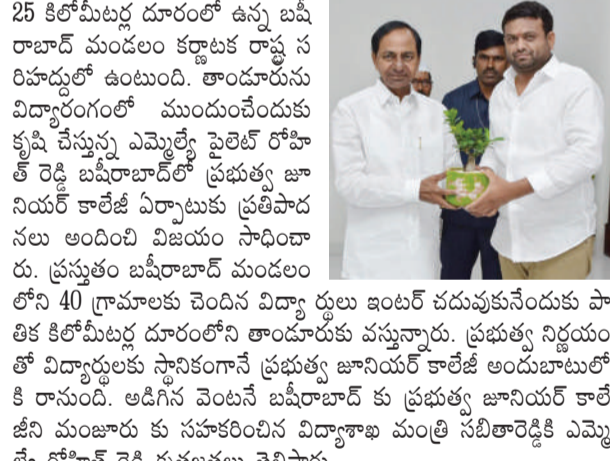 25 కిలోమీటర్ల దూరంలో ఉన్న బషీ
రాబాద్ మండలం కర్ణాటక రాష్ట్ర స
రిహద్దులో ఉంటుంది. తాండూరును
విద్యారంగంలో ముందుంచేందుకు
కృషి చేస్తున్న ఎమ్మెల్యే పైలెట్ రోహి
త్ రెడ్డి బషీరాబాద్‌లో ప్రభుత్వ జూ
నియర్ కాలేజీ ఏర్పాటుకు ప్రతిపాద
నలు అందించి విజయం సాధించా
రు. ప్రస్తుతం బషీరాబాద్ మండలం
లోని 40 గ్రామాలకు చెందిన విద్యా ర్థులు ఇంటర్ చదువుకునేందుకు పా
తిక కిలోమీటర్ల దూరంలోని తాండూరుకు వస్తున్నారు. ప్రభుత్వ నిర్ణయం
తో విద్యార్థులకు స్థానికంగానే ప్రభుత్వ జూనియర్ కాలేజీ అందుబాటులో
కి రానుంది. అడిగిన వెంటనే బషీరాబాద్ కు ప్రభుత్వ జూనియర్ కాలే
జీని మంజూరు కు సహకరించిన విద్యాశాఖ మంత్రి సబితారెడ్డికి ఎమ్మె